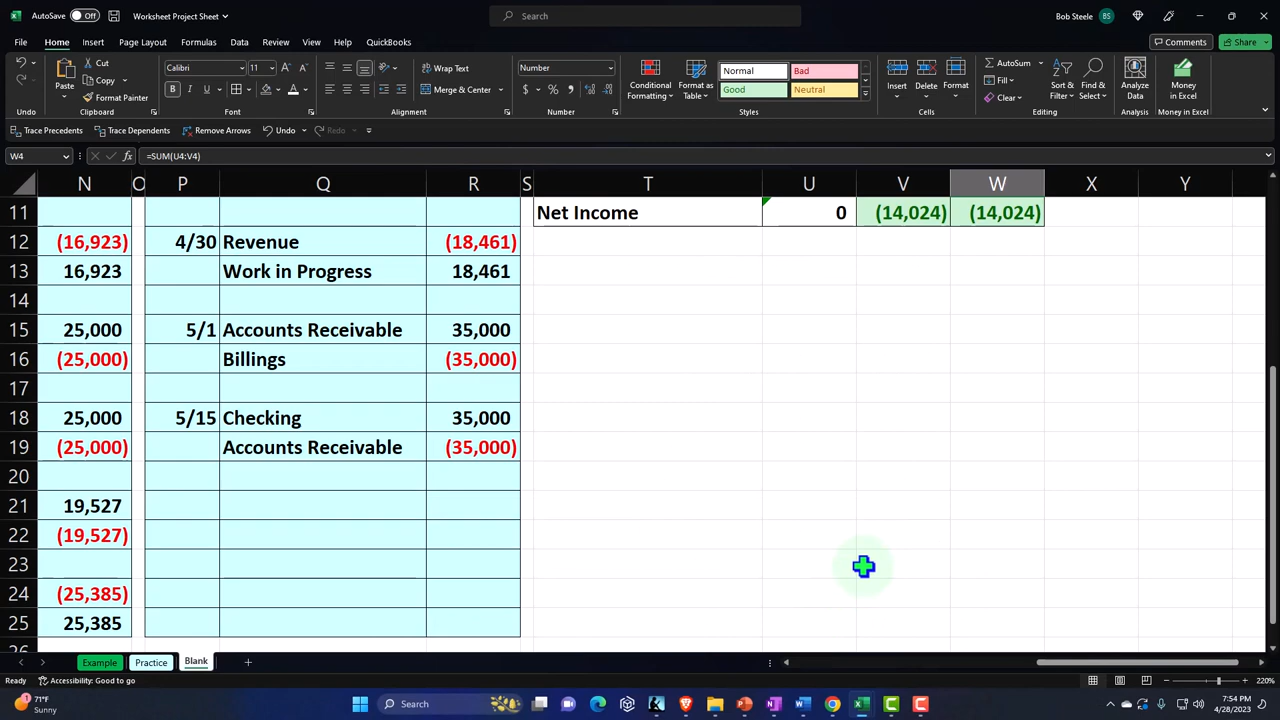 AutoSave Off Worksheet Project Sheet Search Bob Steele BS
File Home Insert Page Layout Formulas Data Review View Help QuickBooks Comments Share
Cut Calibri 11 Wrap Text Number Normal Bad AutoSum
Copy Good Neutral
Paste Format Painter Merge & Center Conditional Formatting Format as Table Insert Delete Format Clear Sort & Filter Find & Select Analyze Data Money in Excel
Undo Clipboard Font Alignment Number Styles Cells Editing Analysis Money in Excel
Trace Precedents Trace Dependents Remove Arrows Undo Redo
W4 fx =SUM(U4:V4)
N O P Q R S T U V W X Y
11 Net Income 0 (14,024) (14,024)
12 (16,923) 4/30 Revenue (18,461)
13 16,923 Work in Progress 18,461
14
15 25,000 5/1 Accounts Receivable 35,000
16 (25,000) Billings (35,000)
17
18 25,000 5/15 Checking 35,000
19 (25,000) Accounts Receivable (35,000)
20
21 19,527
22 (19,527)
23
24 (25,385)
25 25,385
26
Example Practice Blank
Ready Accessibility: Good to go 220%
71°F Search 7:54 PM
Sunny 4/28/2023